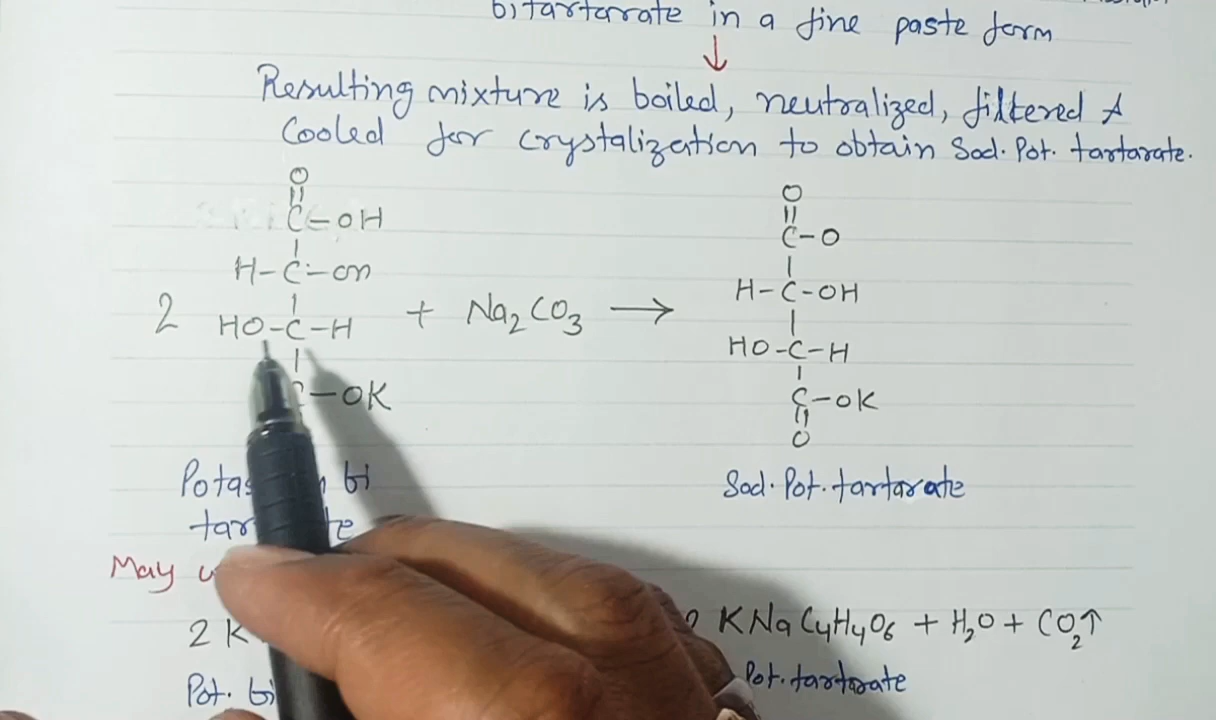 bitartarate in a fine paste form
↓
Resulting mixture is boiled, neutralized, filtered &
Cooled for crystalization to obtain Sod. Pot. tartarate.
O
||
C-OH
|
H-C-OH
|
2 HO-C-H + Na2CO3 →
|
C-OK
O
||
C-O
|
H-C-OH
|
HO-C-H
|
C-OK
||
O
bi
Sod. Pot. tartarate
May
2 K
2 KNaC4H4O6 + H2O + CO2↑
Pot. bi
Pot. tartarate